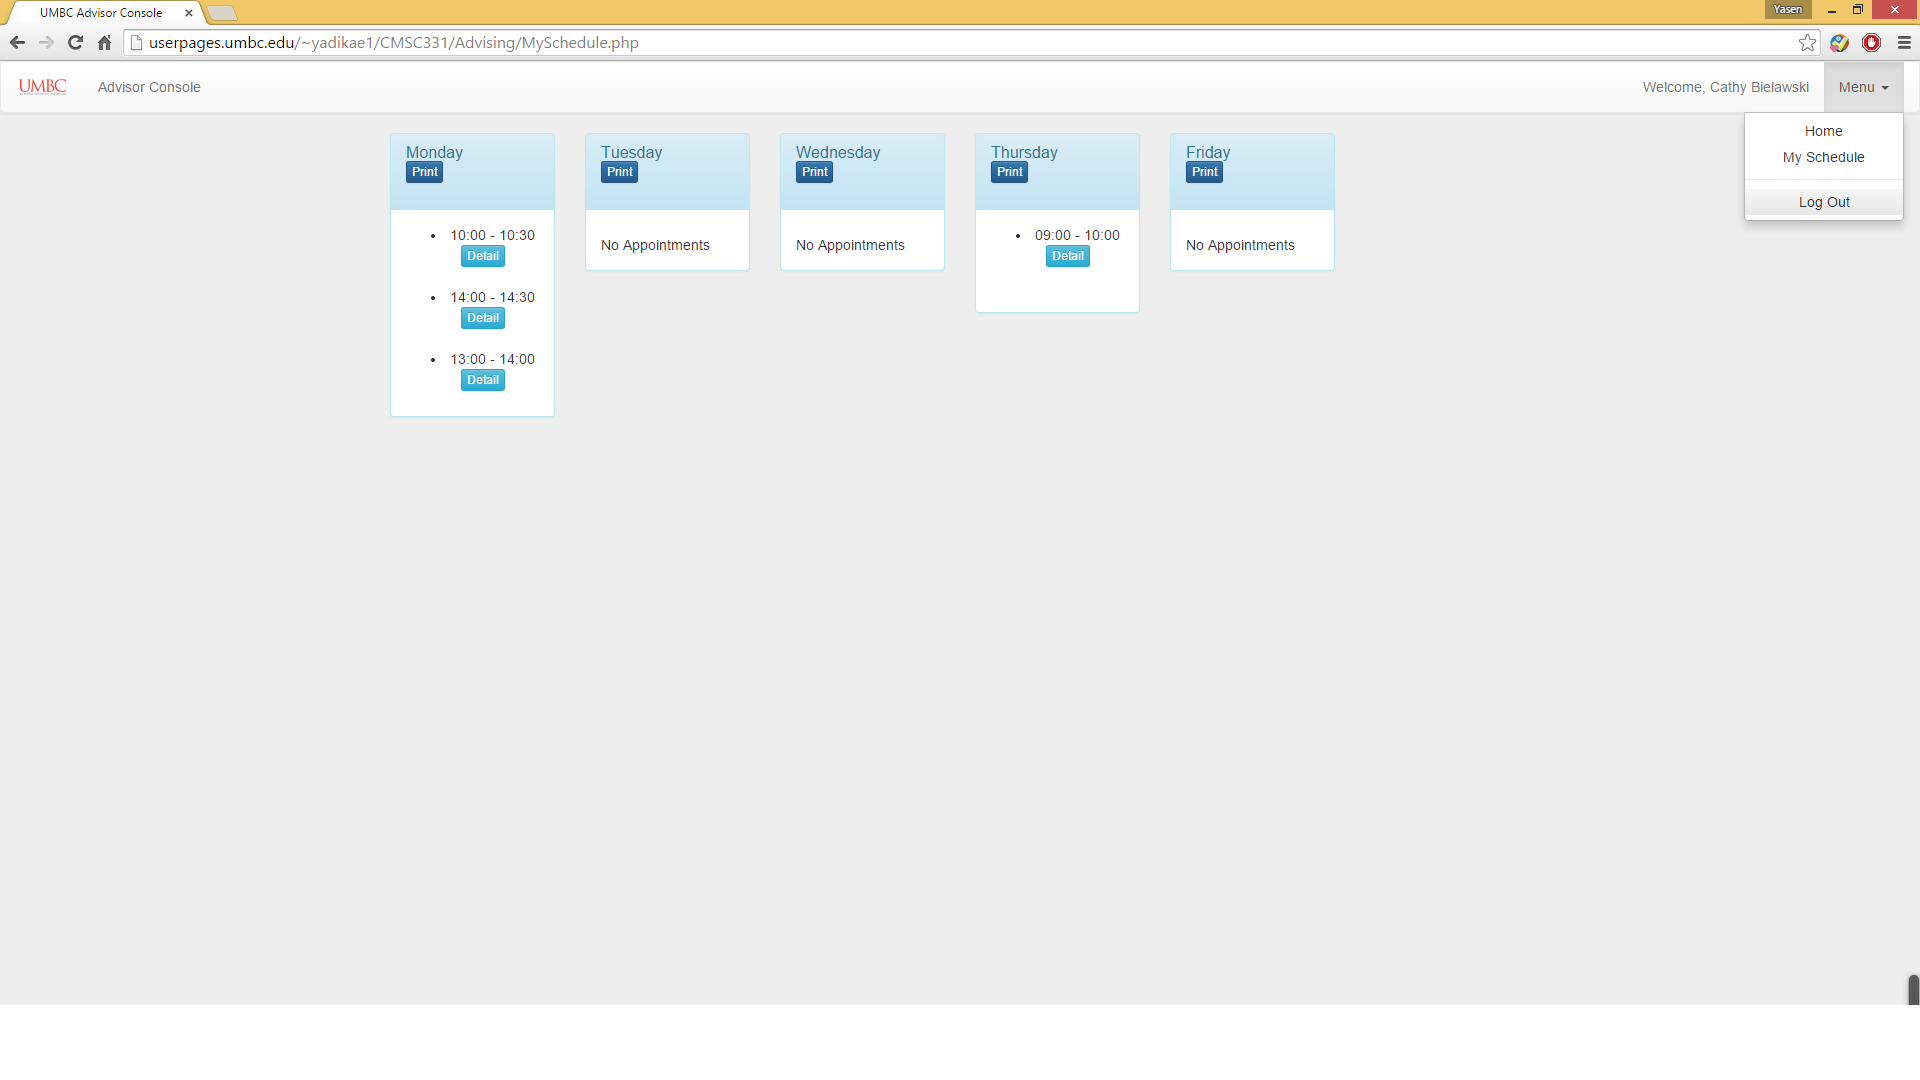 UMBC Advisor Console
Yasen
userpages.umbc.edu/~yadikae1/CMSC331/Advising/MySchedule.php
UMBC
Advisor Console
Welcome, Cathy Bielawski
Menu
Home
My Schedule
Log Out
Monday
Print
10:00 - 10:30
Detail
14:00 - 14:30
Detail
13:00 - 14:00
Detail
Tuesday
Print
No Appointments
Wednesday
Print
No Appointments
Thursday
Print
09:00 - 10:00
Detail
Friday
Print
No Appointments